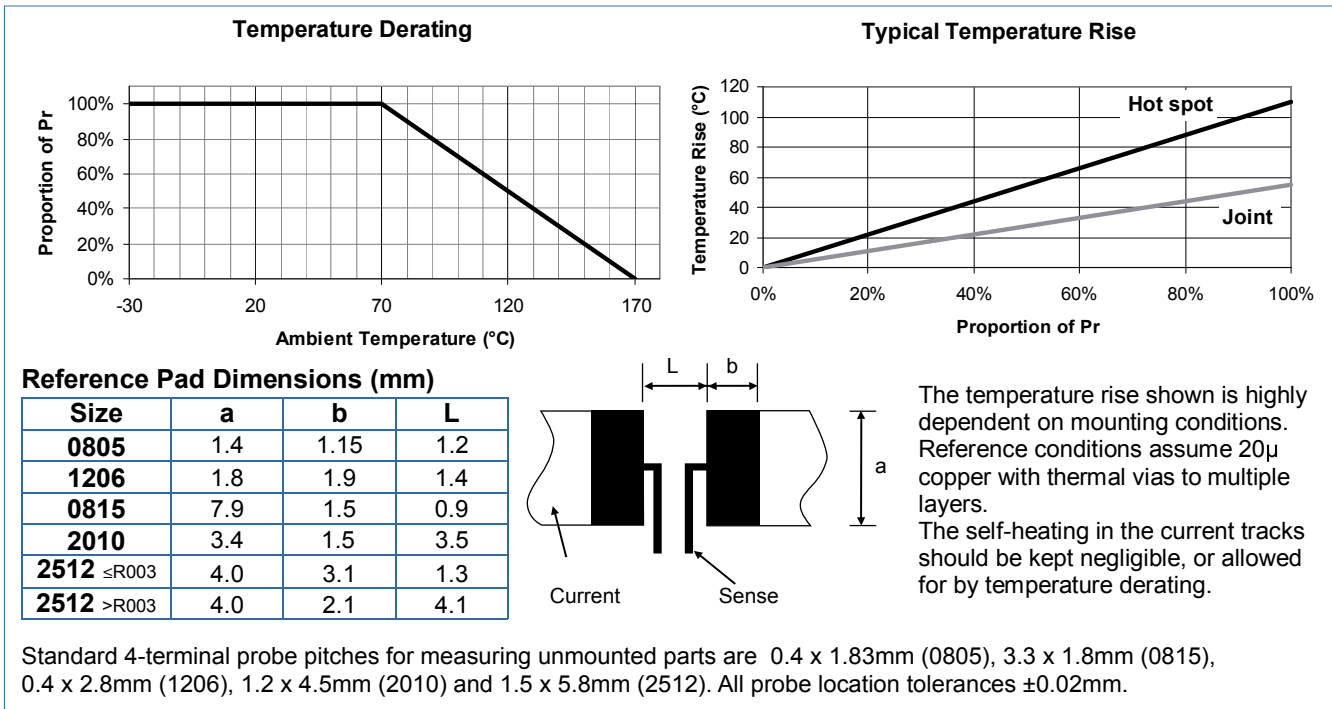 Temperature Derating
Proportion of Pr
100%
80%
60%
40%
20%
0%
-30 20 70 120 170
Ambient Temperature (°C)
Typical Temperature Rise
Temperature Rise (°C)
120
100
80
60
40
20
0
Hot spot
Joint
0% 20% 40% 60% 80% 100%
Proportion of Pr
Reference Pad Dimensions (mm)
Size a b L
0805 1.4 1.15 1.2
1206 1.8 1.9 1.4
0815 7.9 1.5 0.9
2010 3.4 1.5 3.5
2512 ≤R003 4.0 3.1 1.3
2512 >R003 4.0 2.1 4.1
L b
a
Current Sense
The temperature rise shown is highly
dependent on mounting conditions.
Reference conditions assume 20µ
copper with thermal vias to multiple
layers.
The self-heating in the current tracks
should be kept negligible, or allowed
for by temperature derating.
Standard 4-terminal probe pitches for measuring unmounted parts are 0.4 x 1.83mm (0805), 3.3 x 1.8mm (0815),
0.4 x 2.8mm (1206), 1.2 x 4.5mm (2010) and 1.5 x 5.8mm (2512). All probe location tolerances ±0.02mm.